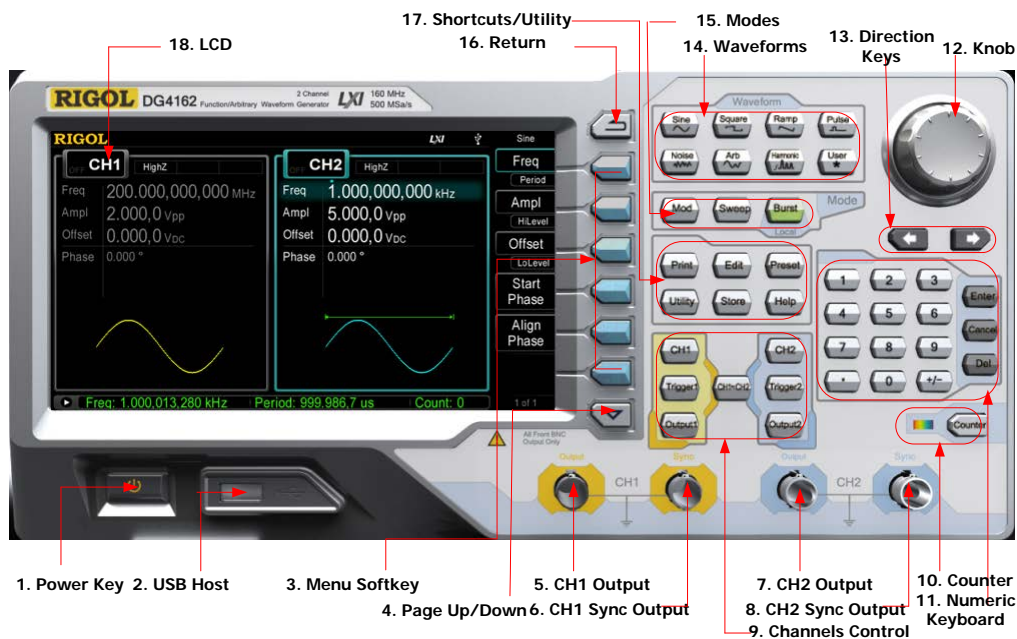 17. Shortcuts/Utility
15. Modes
18. LCD
16. Return
14. Waveforms
13. Direction Keys
12. Knob
RIGOL DG4162 Function/Arbitrary Waveform Generator
2 Channel
LXI
160 MHz
500 MSa/s
RIGOL
LXI
Sine
OFF CH1 HighZ
Freq 200.000,000,000 MHz
Ampl 2.000,0 Vpp
Offset 0.000,0 VDC
Phase 0.000 °
OFF CH2 HighZ
Freq 1.000,000,000 kHz
Ampl 5.000,0 Vpp
Offset 0.000,0 VDC
Phase 0.000 °
Freq
Period
Ampl
HiLevel
Offset
LoLevel
Start
Phase
Align
Phase
1 of 1
Freq: 1.000,013,280 kHz
Period: 999.986,7 us
Count: 0
Waveform
Sine Square Ramp Pulse
Noise Arb Harmonic User
Mod Sweep Burst Mode
Local
Print Edit Preset
Utility Store Help
CH1 CH2
Trigger1 CH1⇋CH2 Trigger2
Output1 Output2
1 2 3 Enter
4 5 6 Cancel
7 8 9 Del
. 0 +/-
Counter
All Front BNC
Output Only
Output CH1 Sync
Output CH2 Sync
1. Power Key
2. USB Host
3. Menu Softkey
4. Page Up/Down
5. CH1 Output
6. CH1 Sync Output
7. CH2 Output
8. CH2 Sync Output
9. Channels Control
10. Counter
11. Numeric
Keyboard